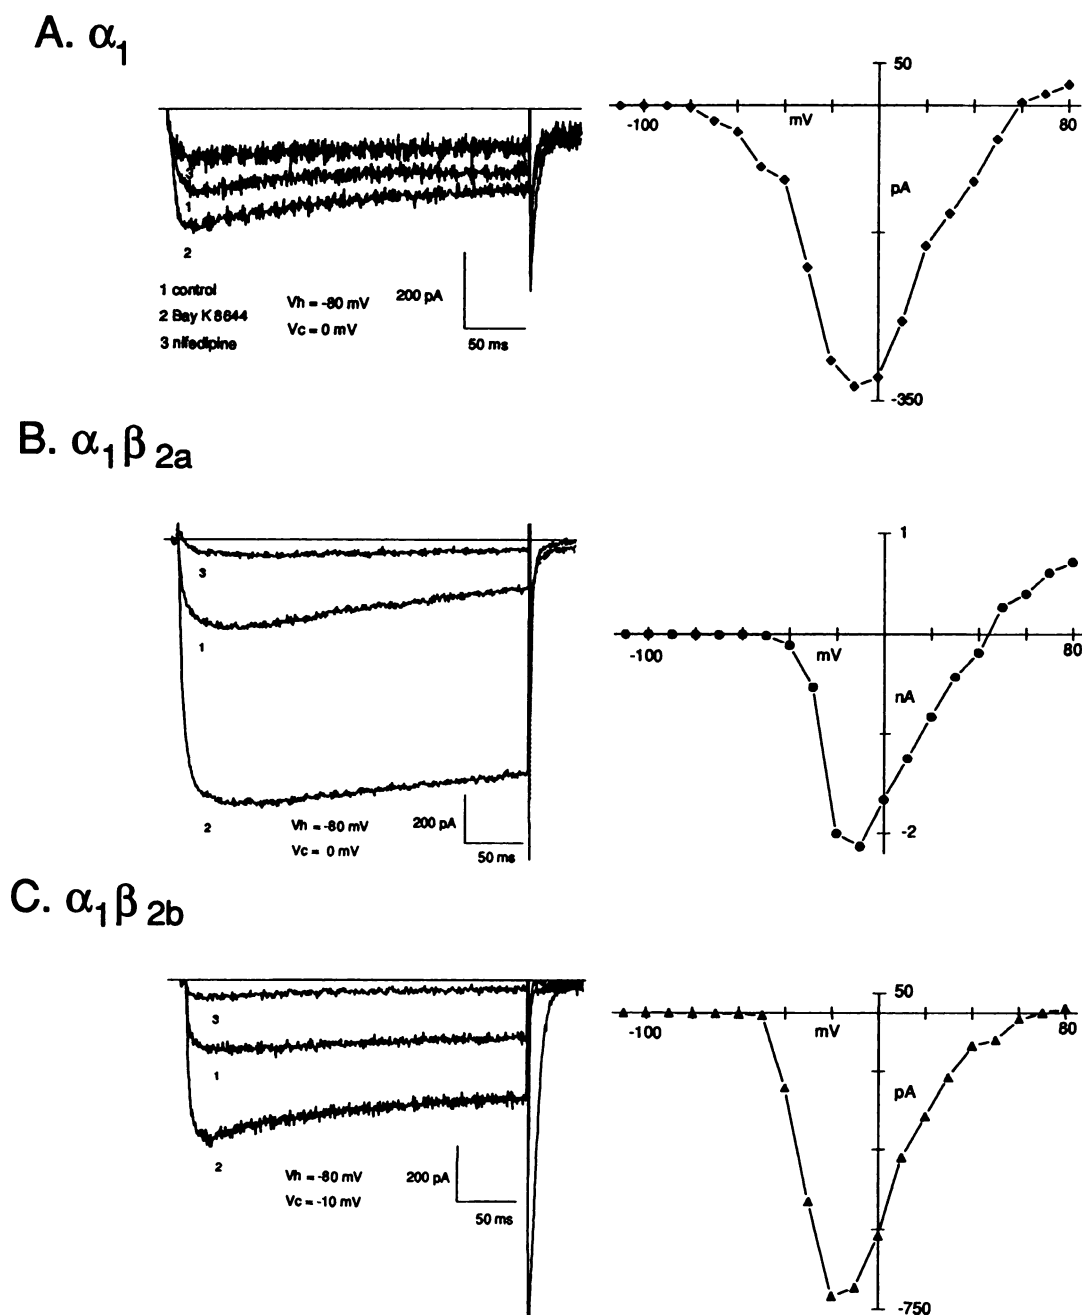 A. α1
50
-100
mV
80
pA
-350
1
2
1 control
2 Bay K 8644
3 nifedipine
Vh = -80 mV
Vc = 0 mV
200 pA
50 ms
B. α1β2a
1
-100
mV
80
nA
-2
3
1
2
Vh = -80 mV
Vc = 0 mV
200 pA
50 ms
C. α1β2b
50
-100
mV
80
pA
-750
3
1
2
Vh = -80 mV
Vc = -10 mV
200 pA
50 ms